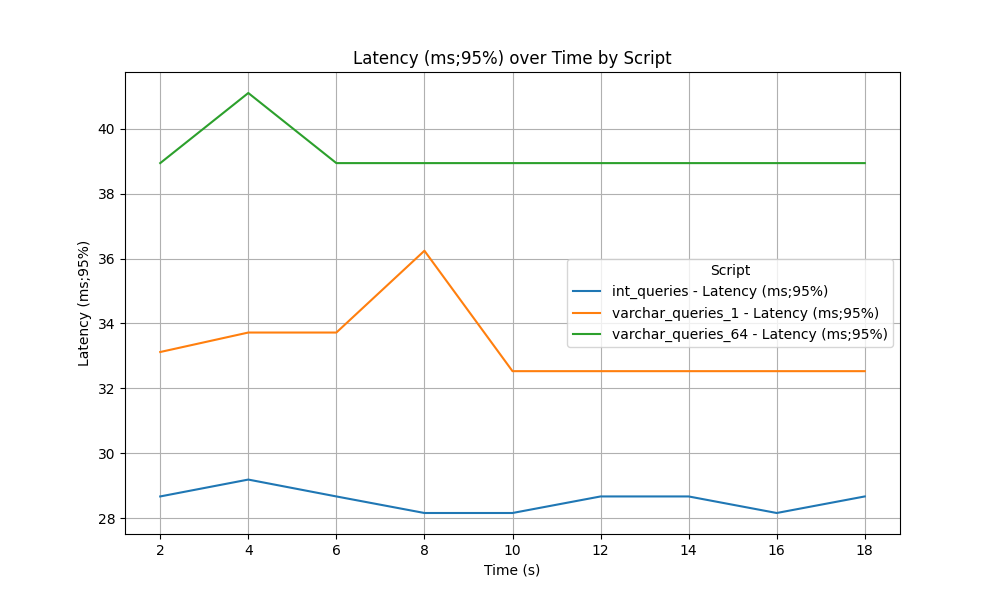 Latency (ms;95%) over Time by Script
Latency (ms;95%)
40
38
36
34
32
30
28
Script
int_queries - Latency (ms;95%)
varchar_queries_1 - Latency (ms;95%)
varchar_queries_64 - Latency (ms;95%)
2 4 6 8 10 12 14 16 18
Time (s)